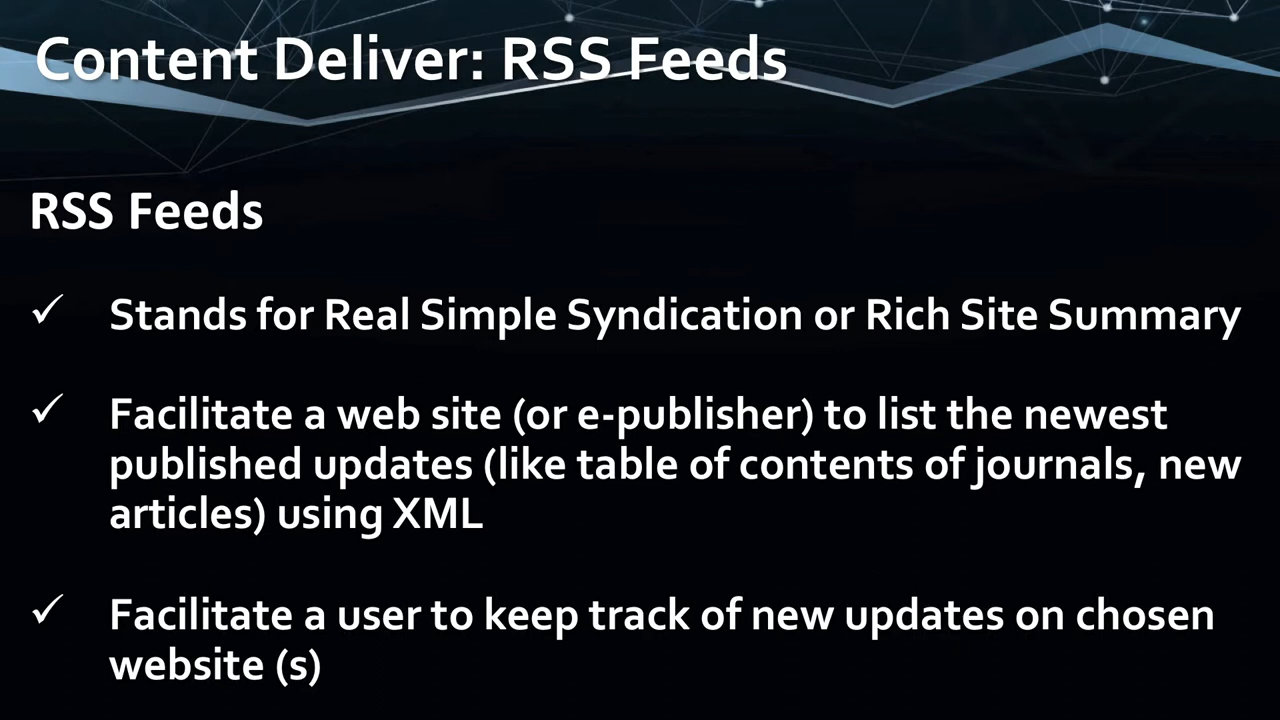 Content Deliver: RSS Feeds
RSS Feeds
✓ Stands for Real Simple Syndication or Rich Site Summary
✓ Facilitate a web site (or e-publisher) to list the newest
published updates (like table of contents of journals, new
articles) using XML
✓ Facilitate a user to keep track of new updates on chosen
website (s)